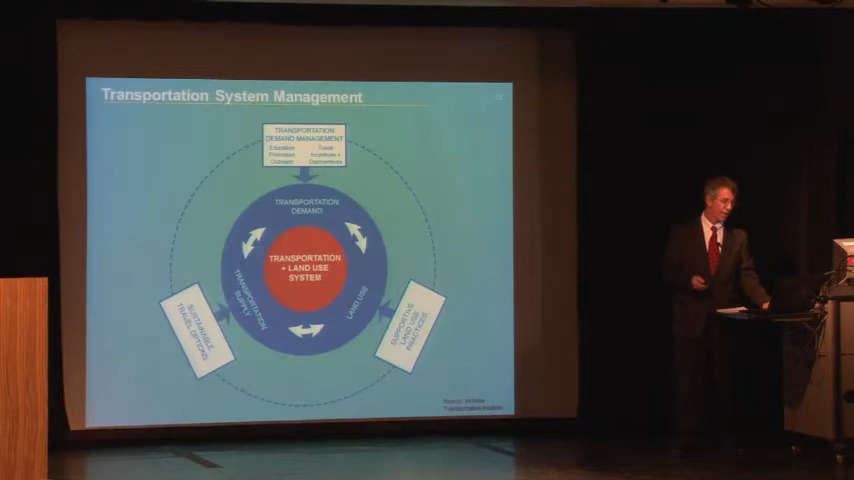 Transportation System Management
TRANSPORTATION
DEMAND MANAGEMENT
Education
Promotion
Outreach
Travel
Incentives +
Disincentives
TRANSPORTATION
DEMAND
TRANSPORTATION
+ LAND USE
SYSTEM
TRANSPORTATION
SUPPLY
LAND USE
SUSTAINABLE
TRAVEL OPTIONS
SUPPORTIVE
LAND USE
PRACTICES
Transportation